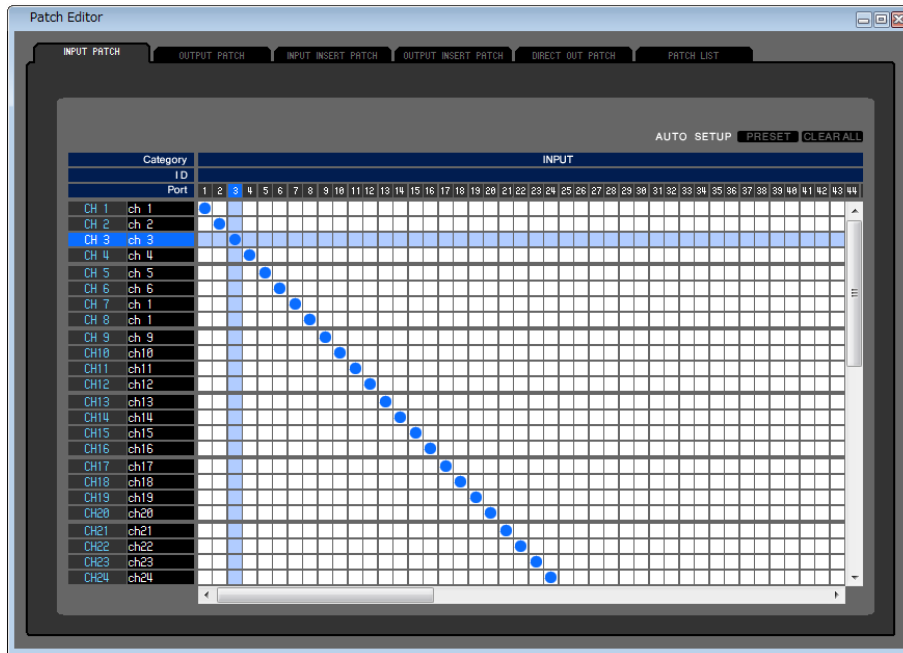 Patch Editor
INPUT PATCH OUTPUT PATCH INPUT INSERT PATCH OUTPUT INSERT PATCH DIRECT OUT PATCH PATCH LIST
AUTO SETUP PRESET CLEAR ALL
Category INPUT
ID
Port 1 2 3 4 5 6 7 8 9 10 11 12 13 14 15 16 17 18 19 20 21 22 23 24 25 26 27 28 29 30 31 32 33 34 35 36 37 38 39 40 41 42 43 44
CH 1 ch 1
CH 2 ch 2
CH 3 ch 3
CH 4 ch 4
CH 5 ch 5
CH 6 ch 6
CH 7 ch 1
CH 8 ch 1
CH 9 ch 9
CH10 ch10
CH11 ch11
CH12 ch12
CH13 ch13
CH14 ch14
CH15 ch15
CH16 ch16
CH17 ch17
CH18 ch18
CH19 ch19
CH20 ch20
CH21 ch21
CH22 ch22
CH23 ch23
CH24 ch24